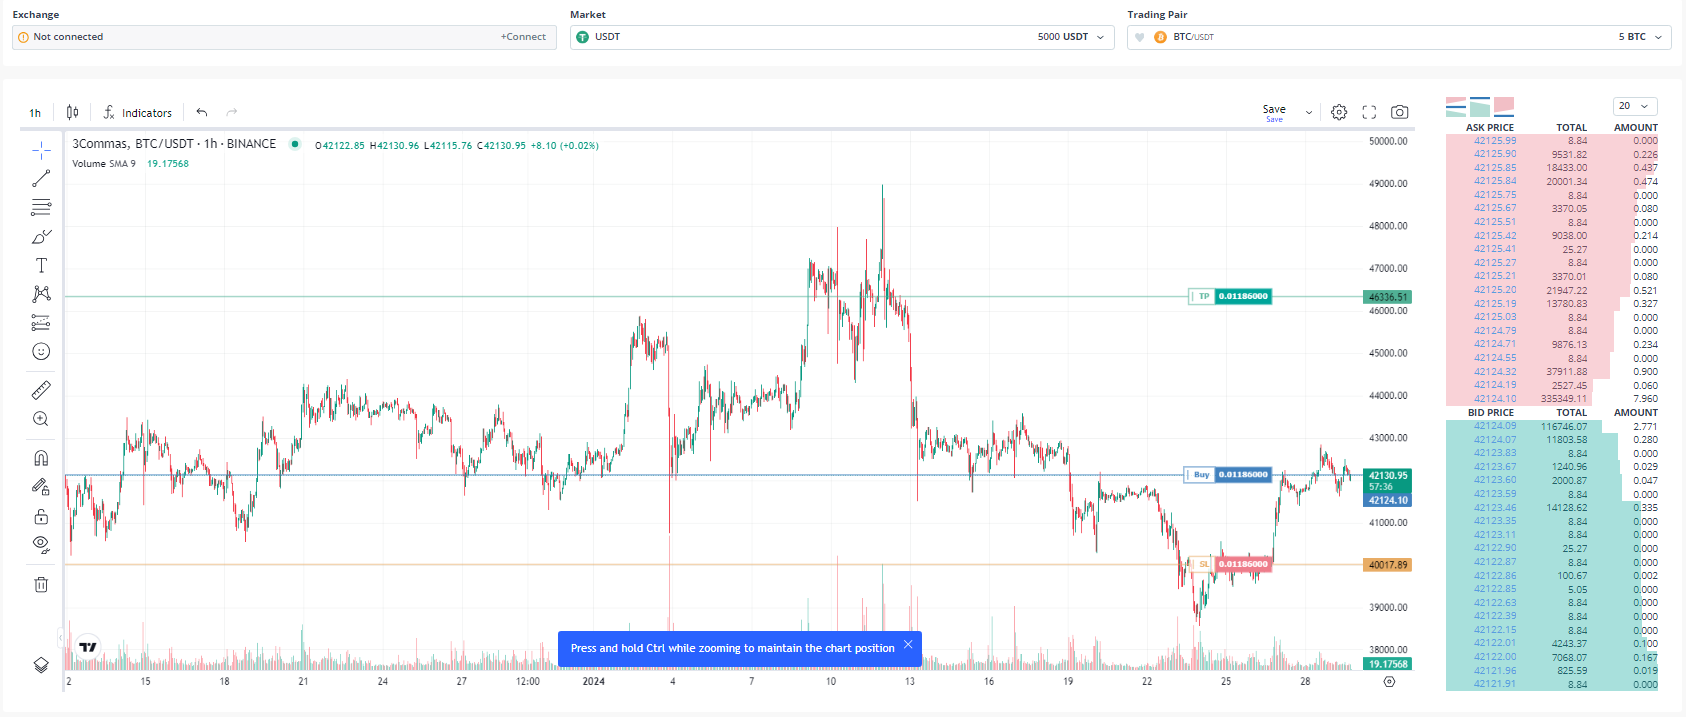 Exchange Market Trading Pair
Not connected +Connect USDT 5000 USDT BTC/USDT 5 BTC
1h Indicators Save
Save
20
3Commas, BTC/USDT · 1h · BINANCE O42122.85 H42130.96 L42115.76 C42130.95 +8.10 (+0.02%)
Volume SMA 9 19.17568
50000.00
49000.00
48000.00
47000.00
TP 0.01186000 46336.51
46000.00
45000.00
44000.00
43000.00
Buy 0.01186000 42130.95
57:36
42124.10
41000.00
SL 0.01186000 40017.89
39000.00
38000.00
19.17568
Press and hold Ctrl while zooming to maintain the chart position
2 15 18 21 24 27 12:00 2024 4 7 10 13 16 19 22 25 28
ASK PRICE TOTAL AMOUNT
42125.99 8.84 0.000
42125.90 9531.82 0.226
42125.85 18433.00 0.437
42125.84 20001.34 0.474
42125.75 8.84 0.000
42125.67 3370.05 0.080
42125.51 8.84 0.000
42125.42 9038.00 0.214
42125.41 25.27 0.000
42125.27 8.84 0.000
42125.21 3370.01 0.080
42125.20 21947.22 0.521
42125.19 13780.83 0.327
42125.03 8.84 0.000
42124.79 8.84 0.000
42124.71 9876.13 0.234
42124.55 8.84 0.000
42124.32 37911.88 0.900
42124.19 2527.45 0.060
42124.10 335349.11 7.960
BID PRICE TOTAL AMOUNT
42124.09 116746.07 2.771
42124.07 11803.58 0.280
42123.83 8.84 0.000
42123.67 1240.96 0.029
42123.60 2000.87 0.047
42123.59 8.84 0.000
42123.46 14128.62 0.335
42123.35 8.84 0.000
42123.11 8.84 0.000
42122.90 25.27 0.000
42122.87 8.84 0.000
42122.86 100.67 0.002
42122.85 5.05 0.000
42122.63 8.84 0.000
42122.39 8.84 0.000
42122.15 8.84 0.000
42122.01 4243.37 0.100
42122.00 7068.07 0.167
42121.96 825.59 0.019
42121.91 8.84 0.000